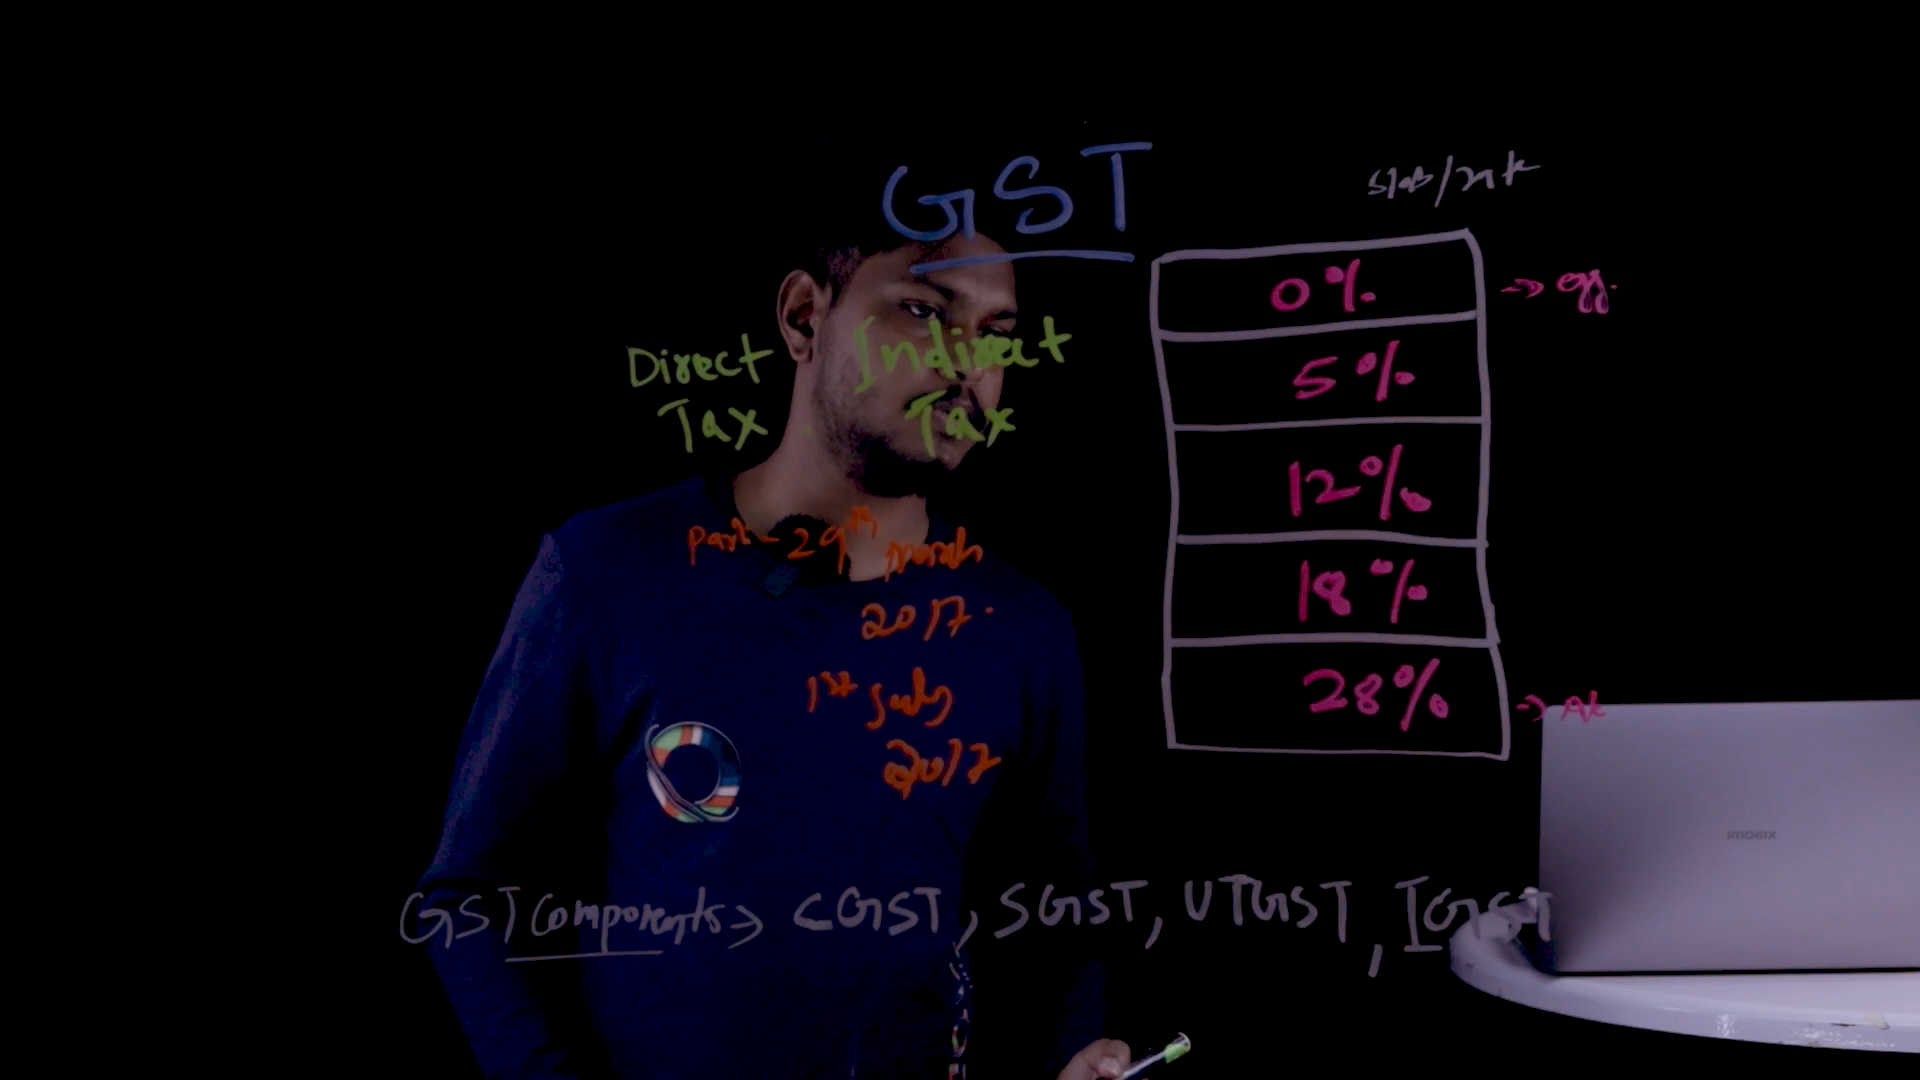 GST
Slab/rate
Direct Tax
Indirect Tax
0%
5%
12%
18%
28%
29th March
2017.
1st July
2017
GST Components → CGST, SGST, UTGST, IGST